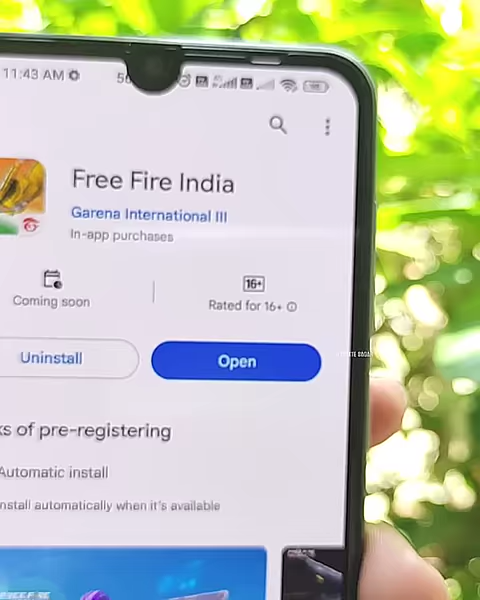 11:43 AM
Free Fire India
Garena International III
In-app purchases
16+
Coming soon
Rated for 16+
Uninstall
Open
of pre-registering
Automatic install
install automatically when it's available